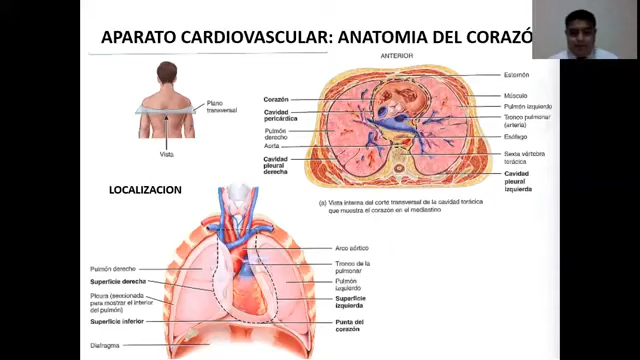 APARATO CARDIOVASCULAR: ANATOMIA DEL CORAZÓ
ANTERIOR
Plano
transversal
Vista
Corazón
Cavidad
pericárdica
Pulmón
derecho
Aorta
Cavidad
pleural
derecha
Esternón
Músculo
Pulmón izquierdo
Tronco pulmonar
(arteria)
Esófago
Sexta vértebra
torácica
Cavidad
pleural
izquierda
(a) Vista interna del corte transversal de la cavidad torácica
que muestra el corazón en el mediastino
LOCALIZACION
Pulmón derecho
Superficie derecha
Pleura (seccionada
para mostrar el interior
del pulmón)
Superficie inferior
Diafragma
Arco aórtico
Tronco de la
pulmonar
Pulmón
izquierdo
Superficie
izquierda
Punta del
corazón